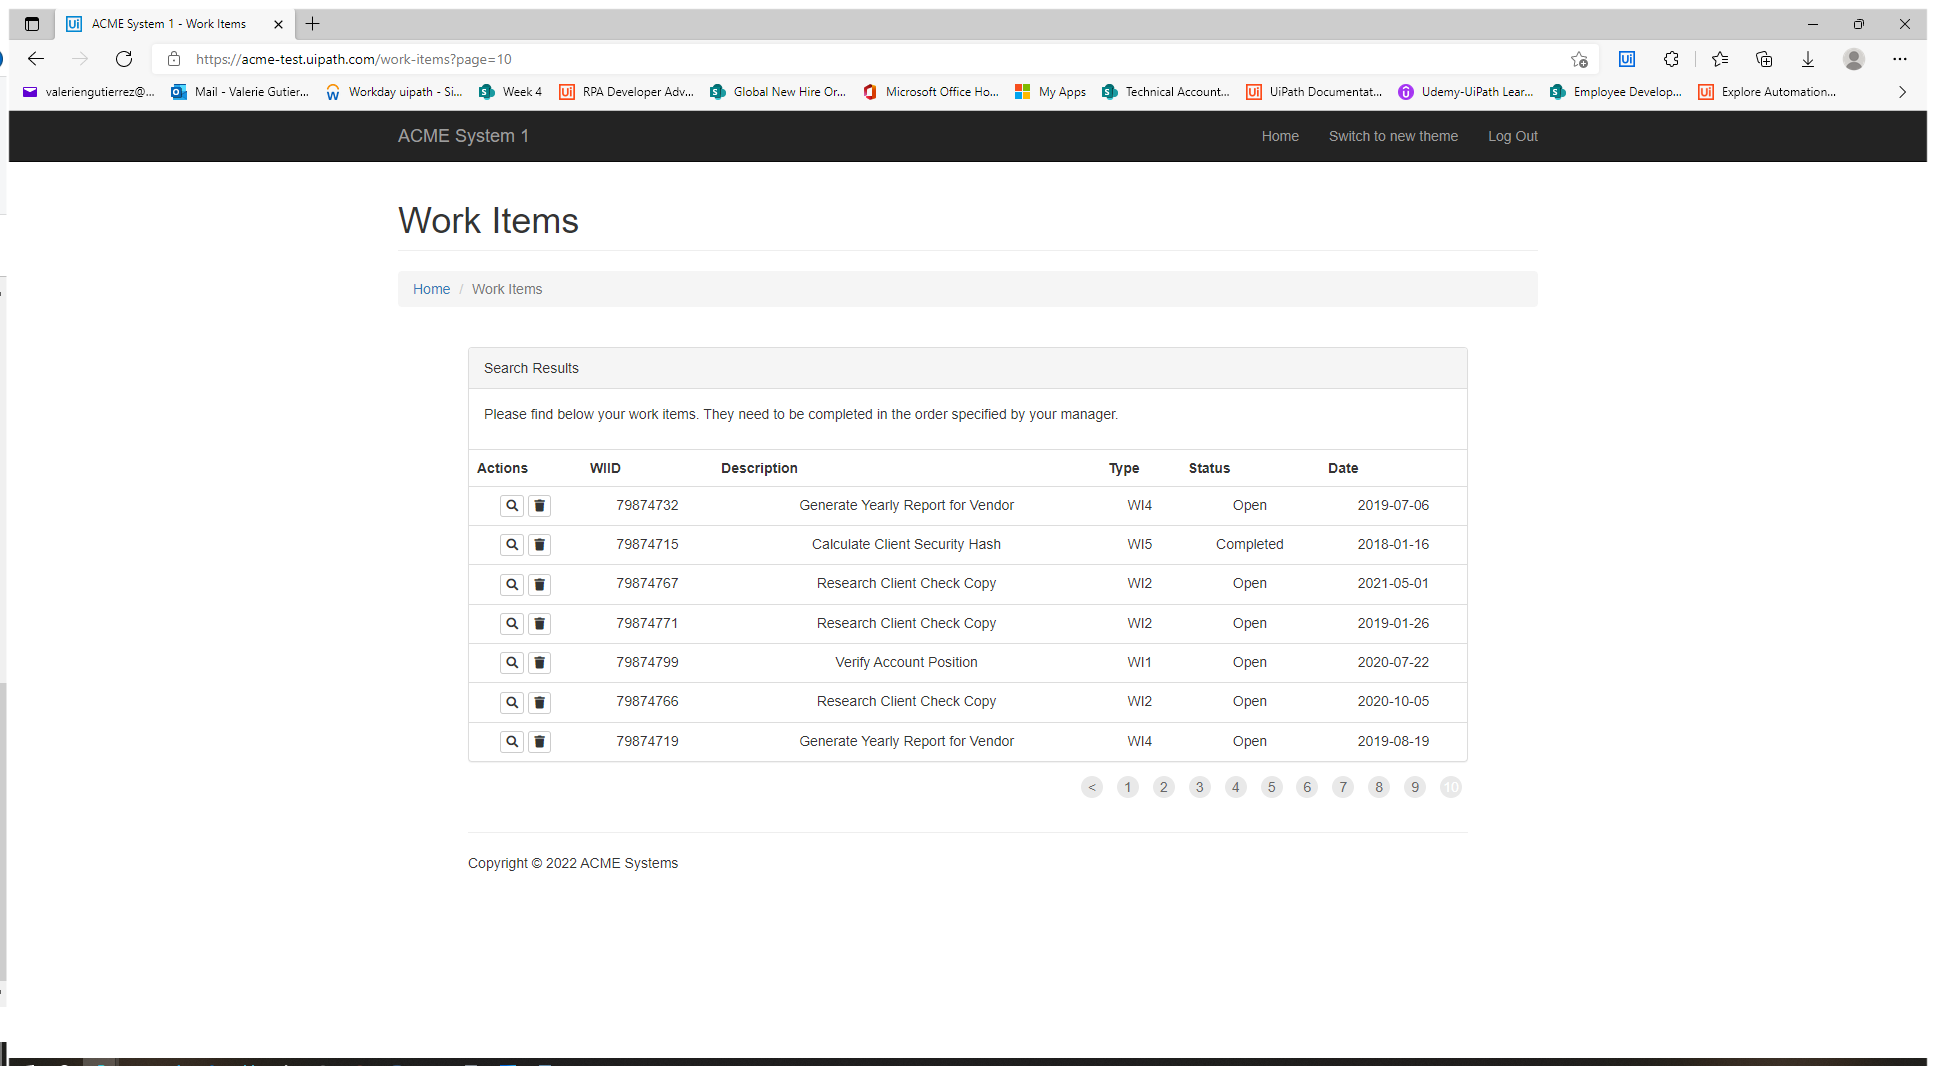 ACME System 1 - Work Items
https://acme-test.uipath.com/work-items?page=10
valeriengutierrez@... Mail - Valerie Gutier... Workday uipath - Si... Week 4 RPA Developer Adv... Global New Hire Or... Microsoft Office Ho... My Apps Technical Account... UiPath Documentat... Udemy-UiPath Lear... Employee Develop... Explore Automation...
ACME System 1 Home Switch to new theme Log Out
Work Items
Home / Work Items
Search Results
Please find below your work items. They need to be completed in the order specified by your manager.
Actions WIID Description Type Status Date
79874732 Generate Yearly Report for Vendor WI4 Open 2019-07-06
79874715 Calculate Client Security Hash WI5 Completed 2018-01-16
79874767 Research Client Check Copy WI2 Open 2021-05-01
79874771 Research Client Check Copy WI2 Open 2019-01-26
79874799 Verify Account Position WI1 Open 2020-07-22
79874766 Research Client Check Copy WI2 Open 2020-10-05
79874719 Generate Yearly Report for Vendor WI4 Open 2019-08-19
< 1 2 3 4 5 6 7 8 9 10
Copyright © 2022 ACME Systems